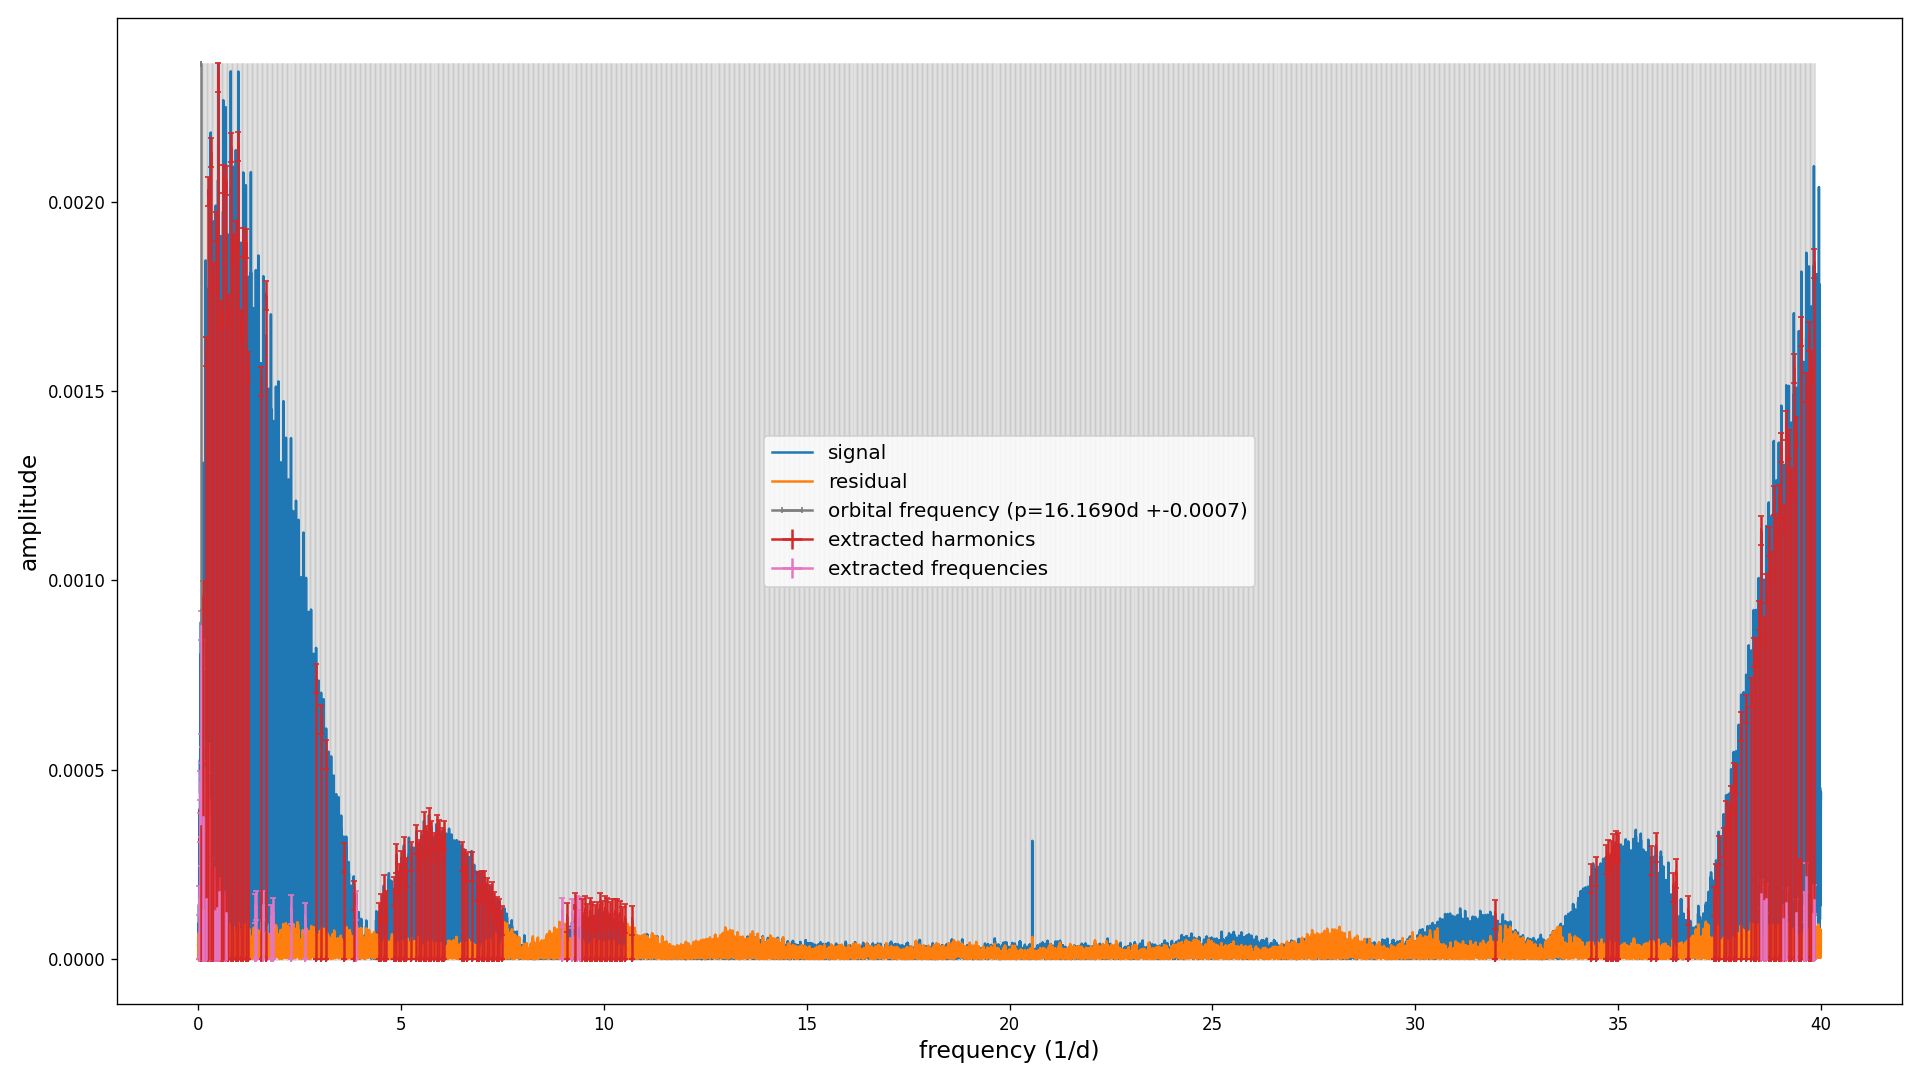 0.0020
0.0015
0.0010
0.0005
0.0000
amplitude
signal
residual
orbital frequency (p=16.1690d +-0.0007)
extracted harmonics
extracted frequencies
0 5 10 15 20 25 30 35 40
frequency (1/d)